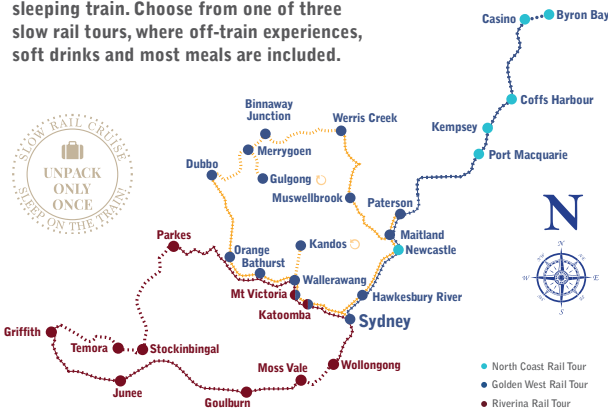 sleeping train. Choose from one of three
slow rail tours, where off-train experiences,
soft drinks and most meals are included.
SLOW RAIL CRUISE
UNPACK
ONLY
ONCE
SLEEP ON THE TRAIN!
Casino
Byron Bay
Coffs Harbour
Kempsey
Port Macquarie
Binnaway
Junction
Werris Creek
Merrygoen
Dubbo
Gulgong
Muswellbrook
Paterson
Maitland
Newcastle
Parkes
Orange
Bathurst
Kandos
Wallerawang
Mt Victoria
Katoomba
Hawkesbury River
Sydney
Griffith
Temora
Stockinbingal
Junee
Goulburn
Moss Vale
Wollongong
N
N
E
S
W
North Coast Rail Tour
Golden West Rail Tour
Riverina Rail Tour